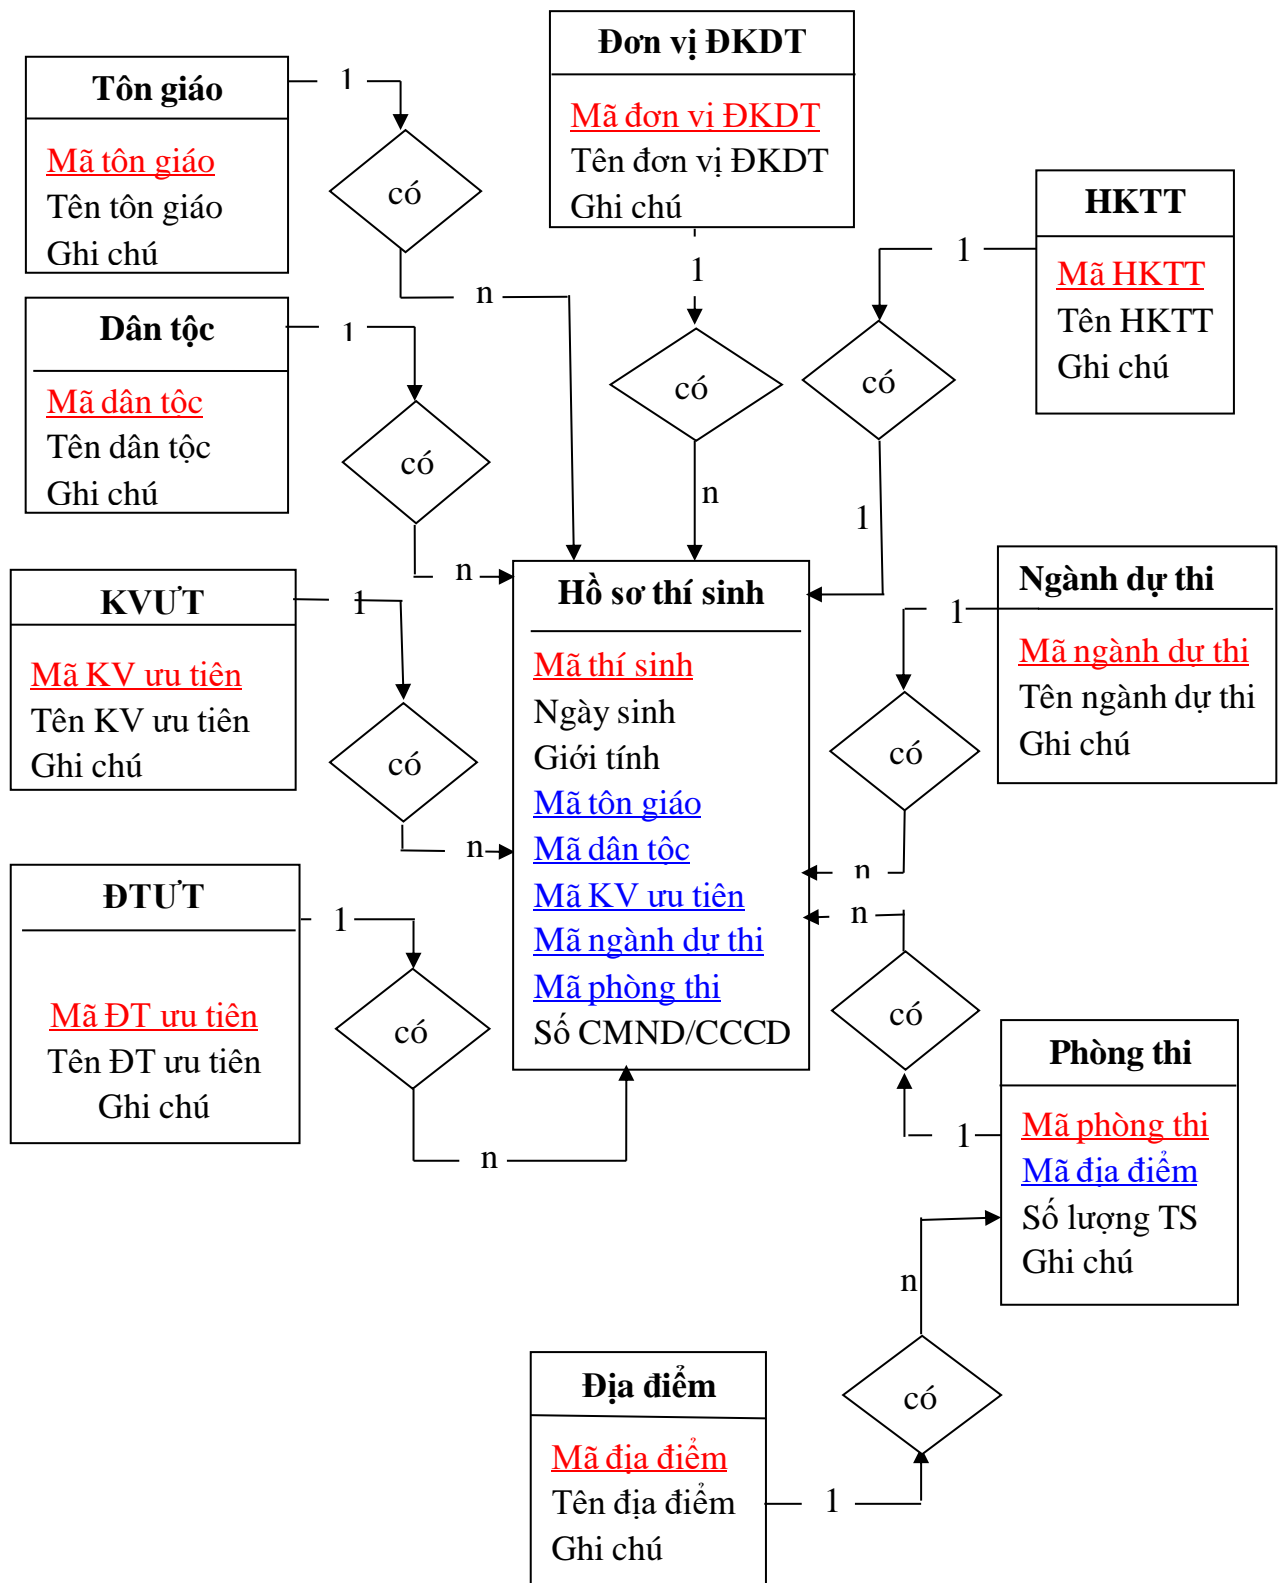 Đơn vị ĐKDT
Mã đơn vị ĐKDT
Tên đơn vị ĐKDT
Ghi chú
Tôn giáo
Mã tôn giáo
Tên tôn giáo
Ghi chú
1
có
n
HKTT
Mã HKTT
Tên HKTT
Ghi chú
1
có
1
1
có
n
Dân tộc
Mã dân tộc
Tên dân tộc
Ghi chú
1
có
n
KVƯT
Mã KV ưu tiên
Tên KV ưu tiên
Ghi chú
1
có
n
Hồ sơ thí sinh
Mã thí sinh
Ngày sinh
Giới tính
Mã tôn giáo
Mã dân tộc
Mã KV ưu tiên
Mã ngành dự thi
Mã phòng thi
Số CMND/CCCD
Ngành dự thi
Mã ngành dự thi
Tên ngành dự thi
Ghi chú
1
có
n
ĐTƯT
Mã ĐT ưu tiên
Tên ĐT ưu tiên
Ghi chú
1
có
n
n
có
1
Phòng thi
Mã phòng thi
Mã địa điểm
Số lượng TS
Ghi chú
n
có
1
Địa điểm
Mã địa điểm
Tên địa điểm
Ghi chú